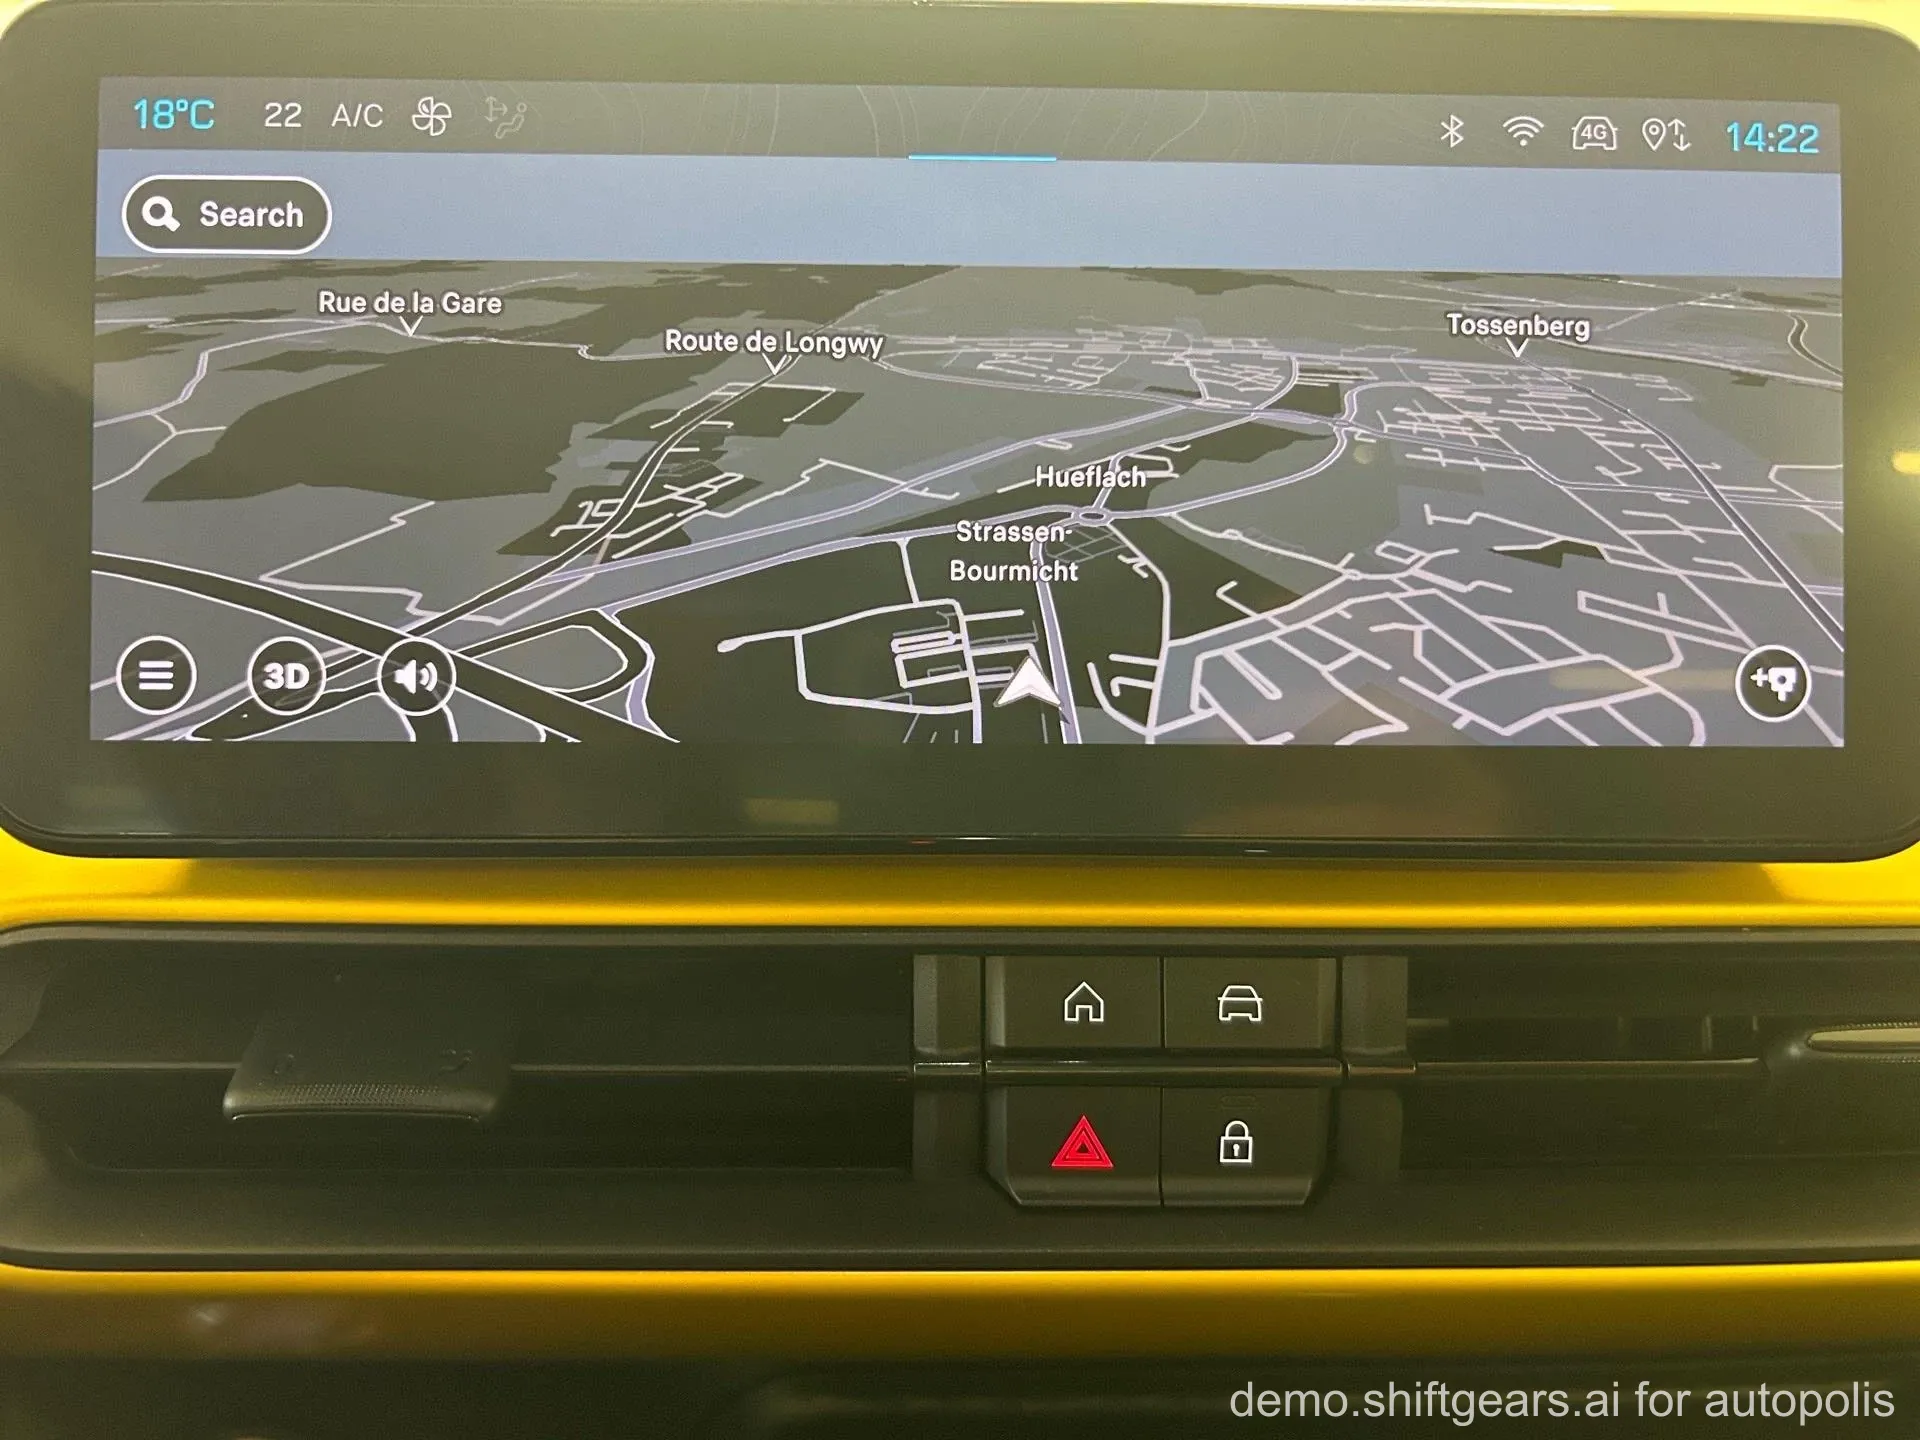 18°C 22 A/C 4G 14:22
Search
Rue de la Gare
Route de Longwy
Tossenberg
Hueflach
Strassen-
Bourmicht
3D
demo.shiftgears.ai for autopolis